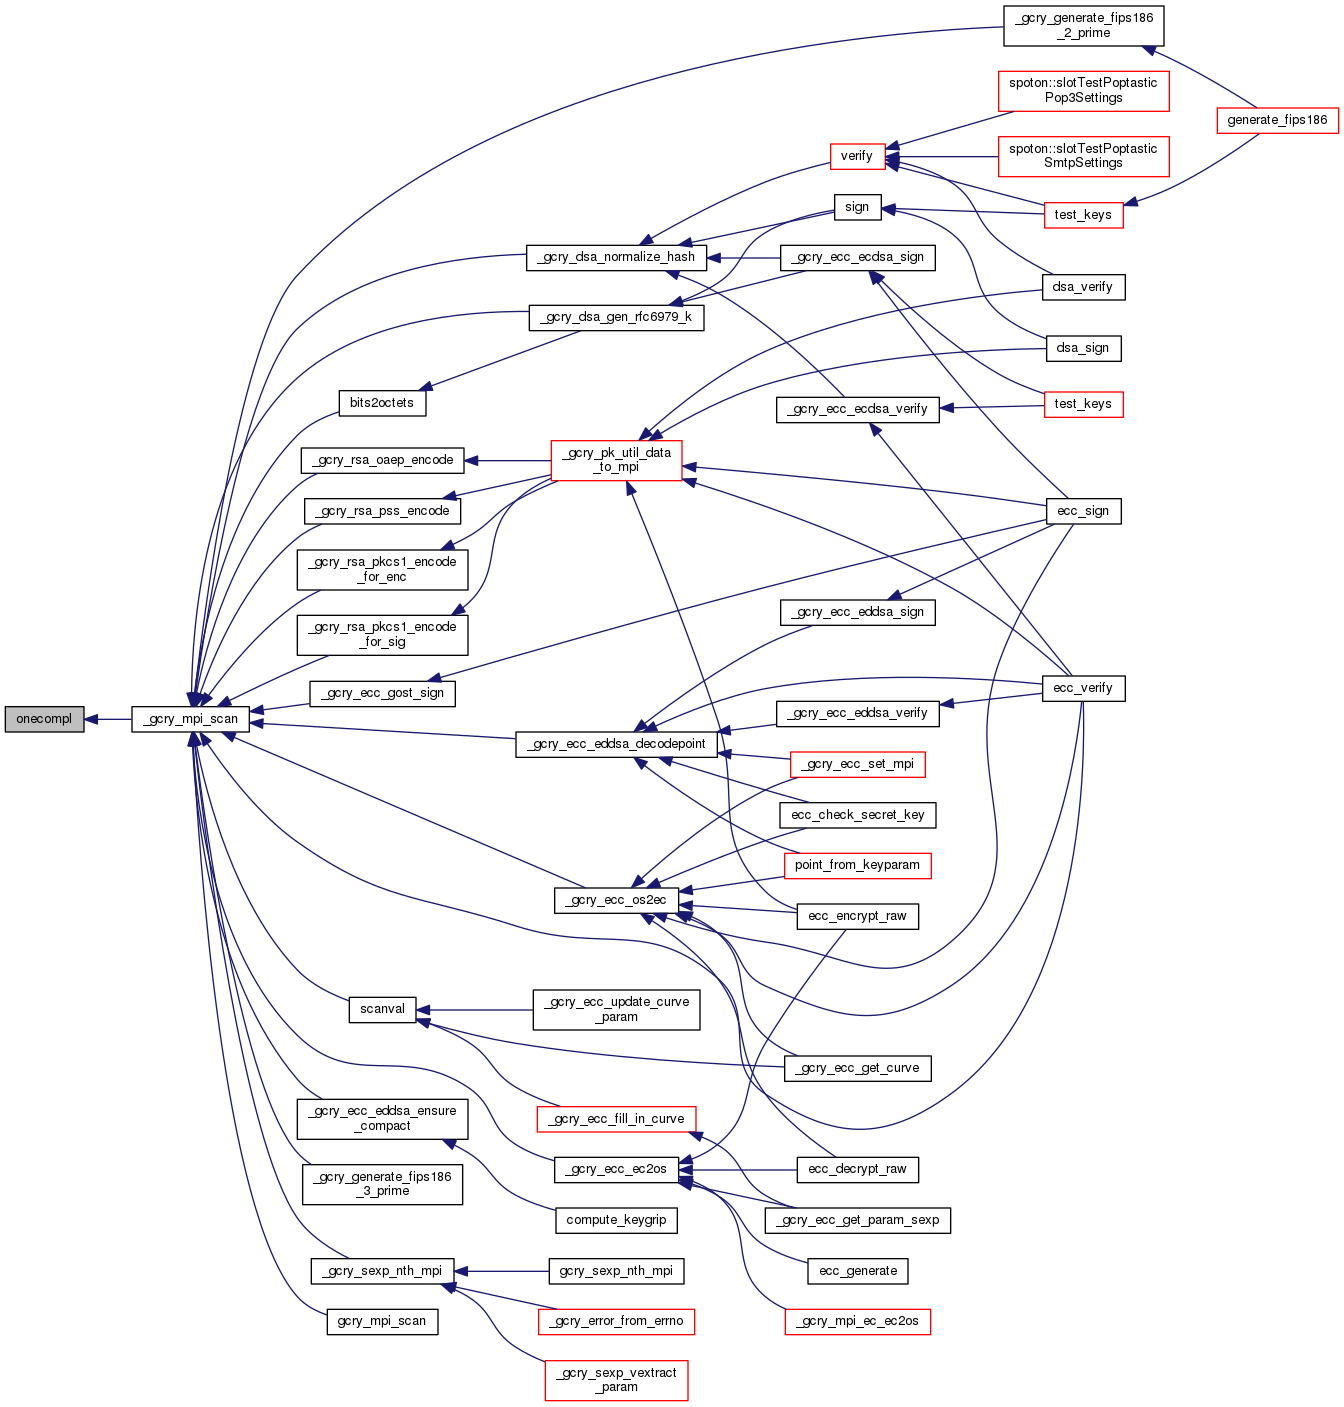 _gcry_generate_fips186
_2_prime
spoton::slotTestPoptastic
Pop3Settings
generate_fips186
spoton::slotTestPoptastic
SmtpSettings
verify
test_keys
sign
_gcry_dsa_normalize_hash
_gcry_ecc_ecdsa_sign
dsa_verify
_gcry_dsa_gen_rfc6979_k
dsa_sign
bits2octets
_gcry_ecc_ecdsa_verify
test_keys
_gcry_rsa_oaep_encode
_gcry_pk_util_data
_to_mpi
_gcry_rsa_pss_encode
ecc_sign
_gcry_rsa_pkcs1_encode
_for_enc
_gcry_ecc_eddsa_sign
_gcry_rsa_pkcs1_encode
_for_sig
_gcry_ecc_gost_sign
ecc_verify
onecompl
_gcry_mpi_scan
_gcry_ecc_eddsa_verify
_gcry_ecc_eddsa_decodepoint
_gcry_ecc_set_mpi
ecc_check_secret_key
point_from_keyparam
_gcry_ecc_os2ec
ecc_encrypt_raw
scanval
_gcry_ecc_update_curve
_param
_gcry_ecc_get_curve
_gcry_ecc_eddsa_ensure
_compact
_gcry_ecc_fill_in_curve
_gcry_ecc_ec2os
ecc_decrypt_raw
_gcry_generate_fips186
_3_prime
compute_keygrip
_gcry_ecc_get_param_sexp
_gcry_sexp_nth_mpi
gcry_sexp_nth_mpi
ecc_generate
gcry_mpi_scan
_gcry_error_from_errno
_gcry_mpi_ec_ec2os
_gcry_sexp_vextract
_param